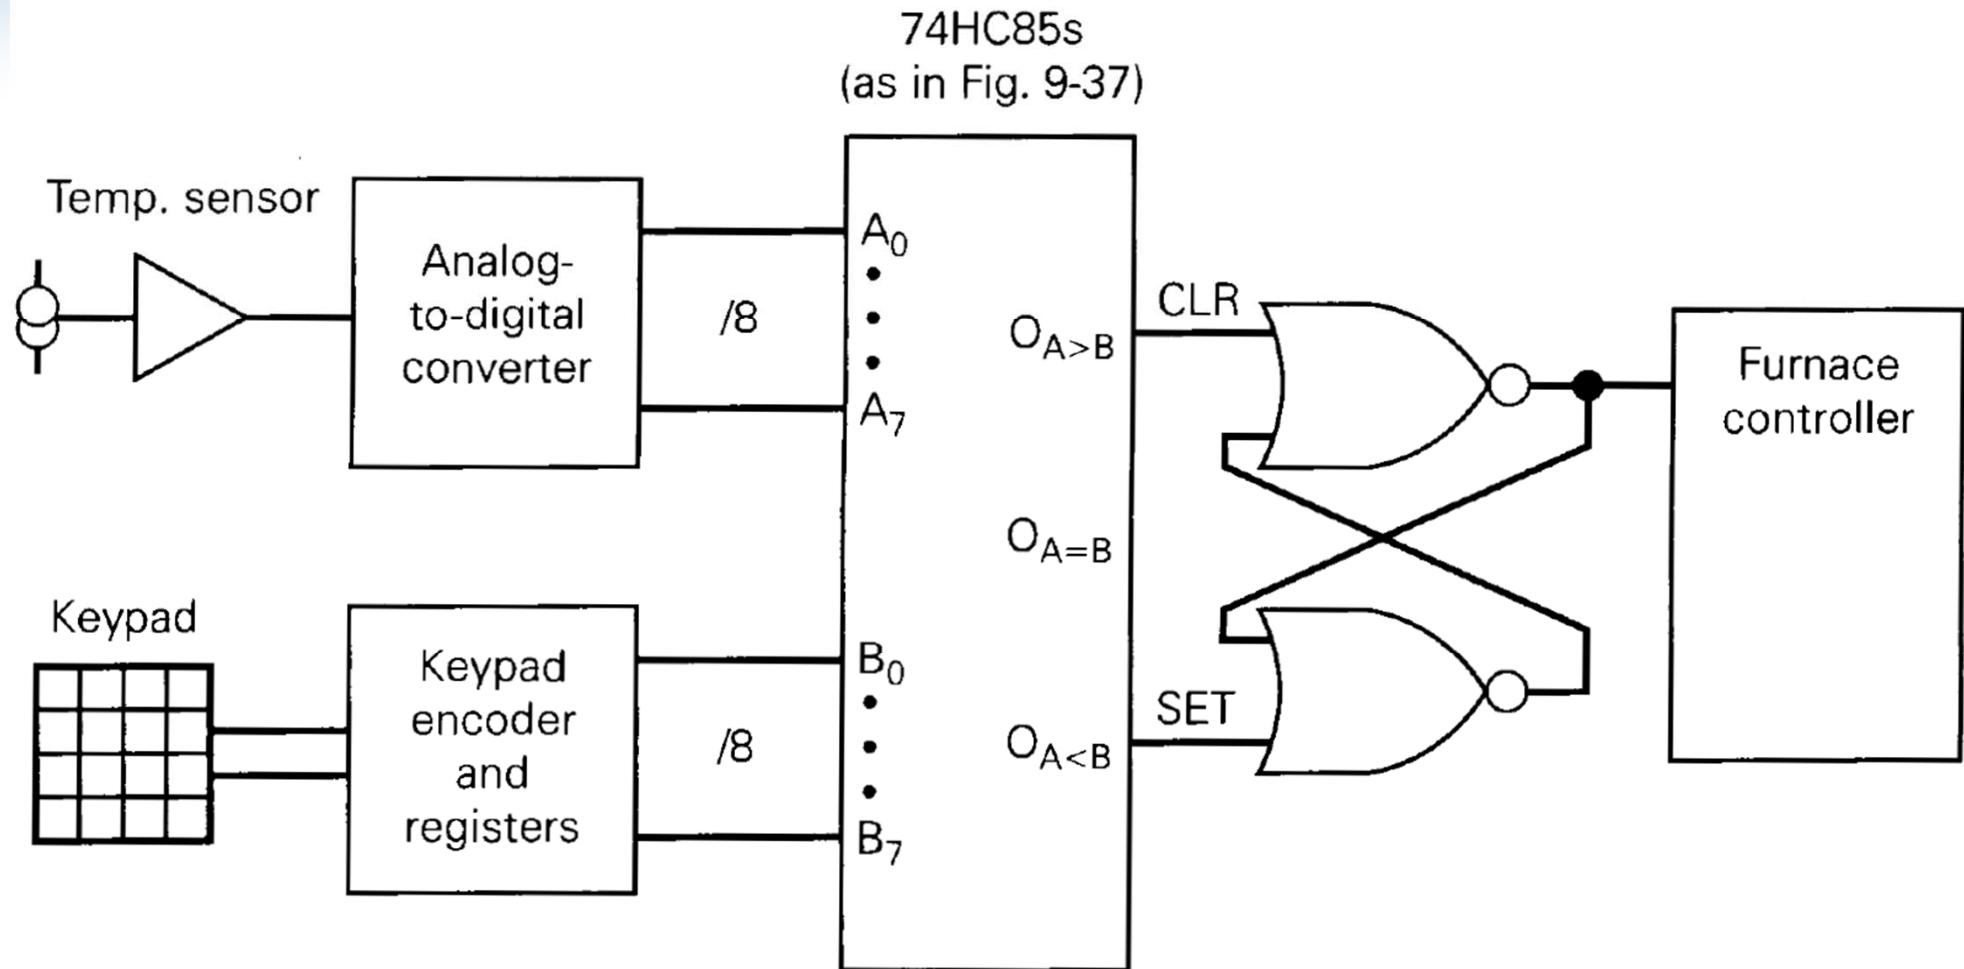 74HC85s
(as in Fig. 9-37)
Temp. sensor
Analog-
to-digital
converter
/8
A0
A7
OA>B
CLR
Furnace
controller
OA=B
Keypad
Keypad
encoder
and
registers
/8
B0
B7
OA<B
SET